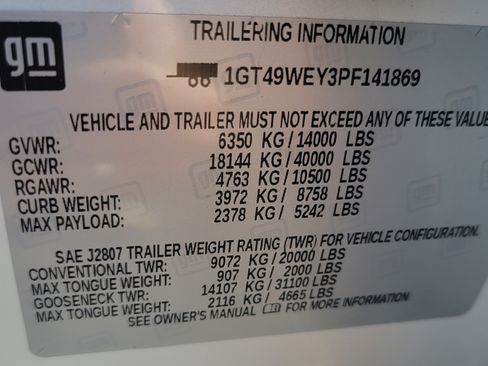 gm
TRAILERING INFORMATION
1GT49WEY3PF141869
VEHICLE AND TRAILER MUST NOT EXCEED ANY OF THESE VALUE
GVWR: 6350 KG/14000 LBS
GCWR: 18144 KG/40000 LBS
RGAWR: 4763 KG/10500 LBS
CURB WEIGHT: 3972 KG/ 8758 LBS
MAX PAYLOAD: 2378 KG/ 5242 LBS
SAE J2807 TRAILER WEIGHT RATING (TWR) FOR VEHICLE CONFIGURATION.
CONVENTIONAL TWR: 9072 KG/20000 LBS
MAX TONGUE WEIGHT: 907 KG/ 2000 LBS
GOOSENECK TWR: 14107 KG/31100 LBS
MAX TONGUE WEIGHT: 2116 KG/ 4665 LBS
SEE OWNER'S MANUAL FOR MORE INFORMATION